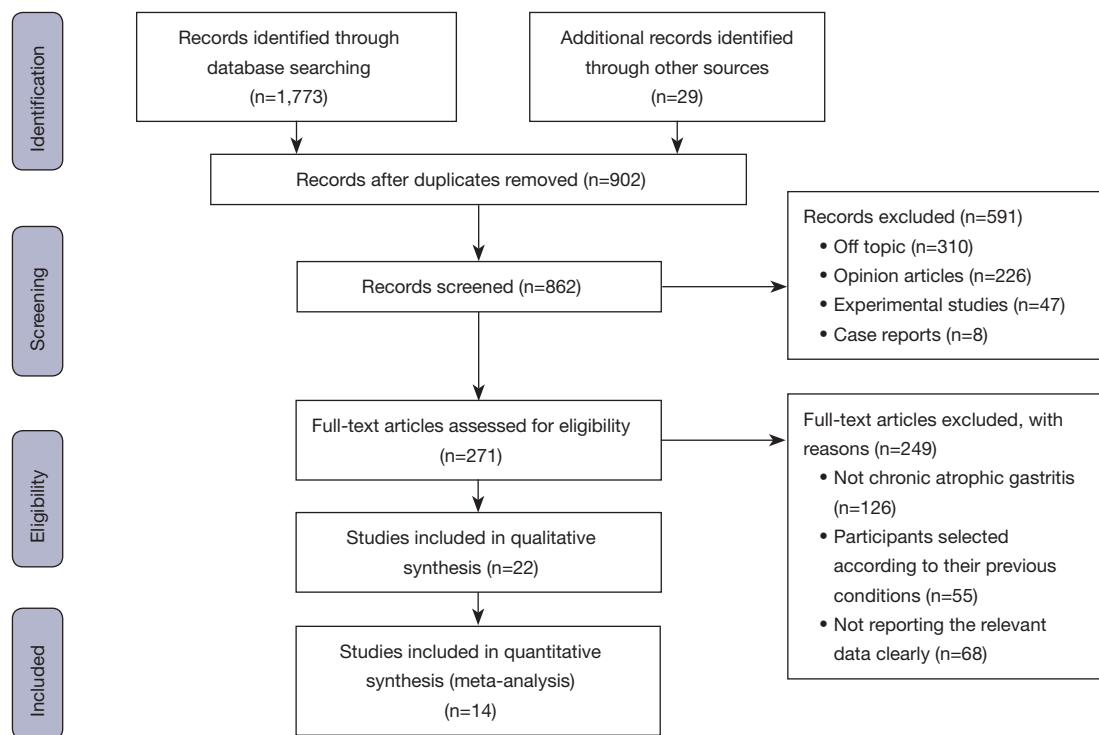 Identification
Records identified through
database searching
(n=1,773)
Additional records identified
through other sources
(n=29)
Records after duplicates removed (n=902)
Screening
Records screened (n=862)
Records excluded (n=591)
• Off topic (n=310)
• Opinion articles (n=226)
• Experimental studies (n=47)
• Case reports (n=8)
Eligibility
Full-text articles assessed for eligibility
(n=271)
Full-text articles excluded, with
reasons (n=249)
• Not chronic atrophic gastritis
(n=126)
• Participants selected
according to their previous
conditions (n=55)
• Not reporting the relevant
data clearly (n=68)
Studies included in qualitative
synthesis (n=22)
Included
Studies included in quantitative
synthesis (meta-analysis)
(n=14)